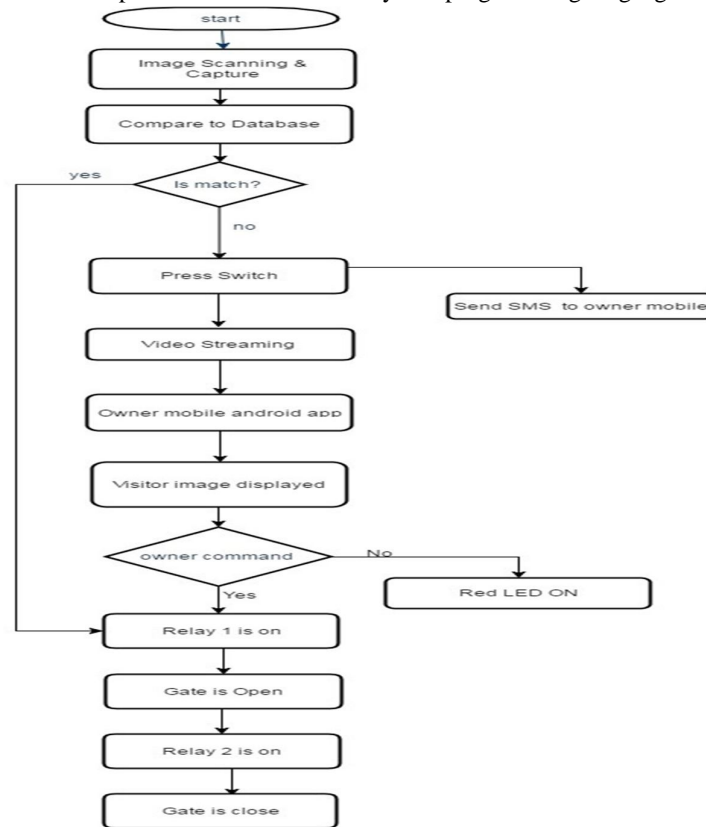 start
Image Scanning &
Capture
Compare to Database
yes
Is match?
no
Press Switch
Send SMS to owner mobile
Video Streaming
Owner mobile android app
Visitor image displayed
owner command
No
Red LED ON
Yes
Relay 1 is on
Gate is Open
Relay 2 is on
Gate is close